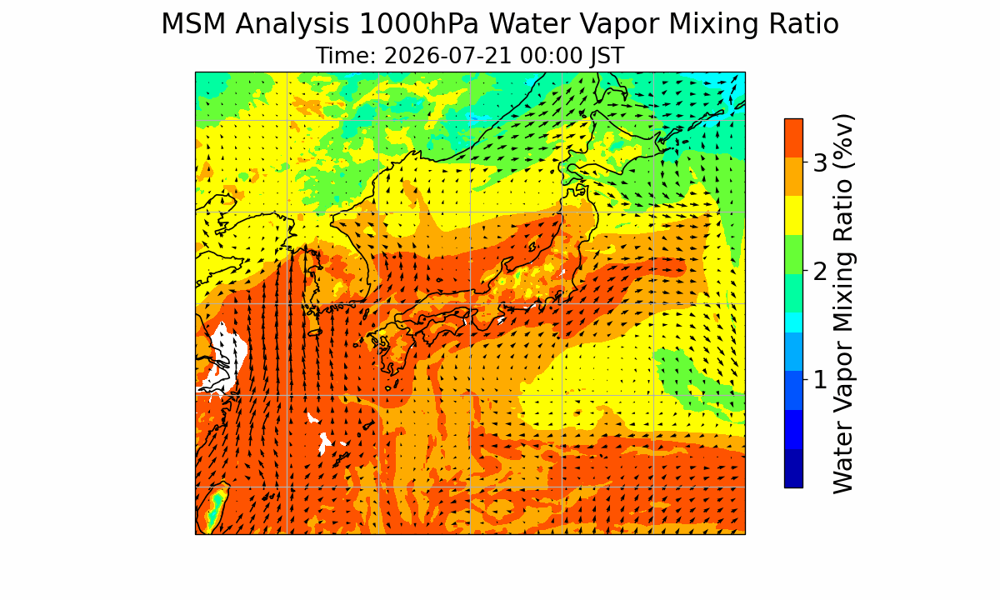 MSM Analysis 1000hPa Water Vapor Mixing Ratio
Time: 2026-07-21 00:00 JST
3
2
1
Water Vapor Mixing Ratio (%v)